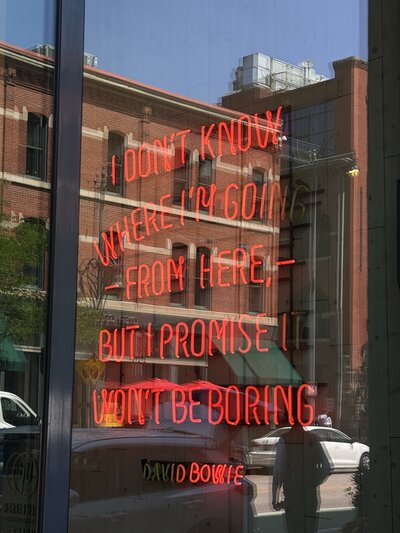 I DON'T KNOW
WHERE I'M GOING
-FROM HERE,-
BUT I PROMISE IT
WON'T BE BORING
DAVID BOWIE